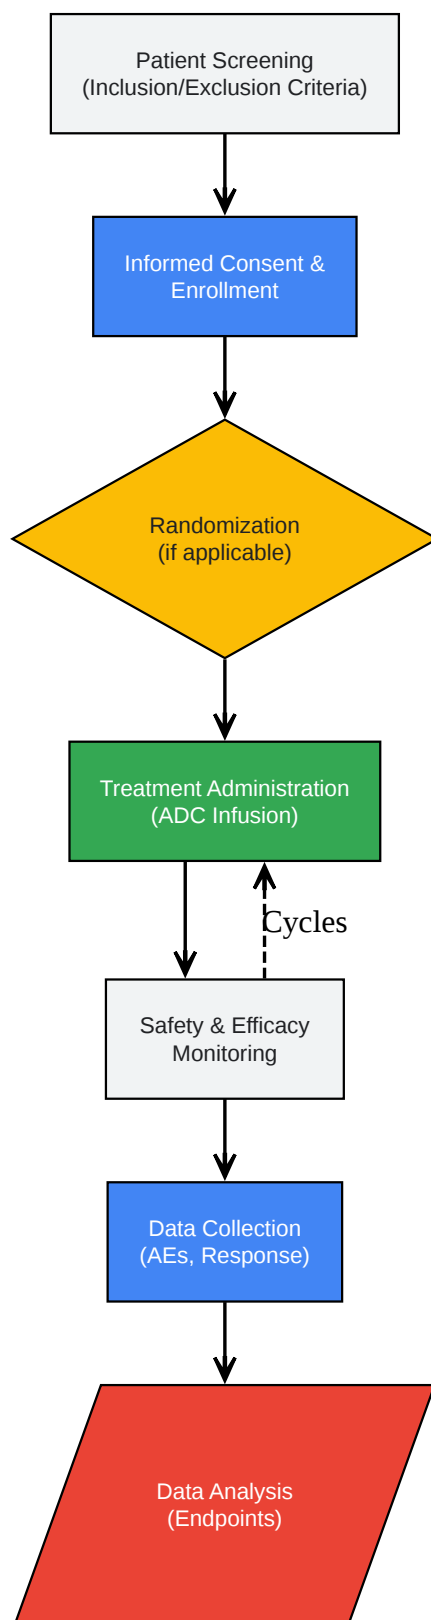 Patient Screening
(Inclusion/Exclusion Criteria)
Informed Consent &
Enrollment
Randomization
(if applicable)
Treatment Administration
(ADC Infusion)
Cycles
Safety & Efficacy
Monitoring
Data Collection
(AEs, Response)
Data Analysis
(Endpoints)